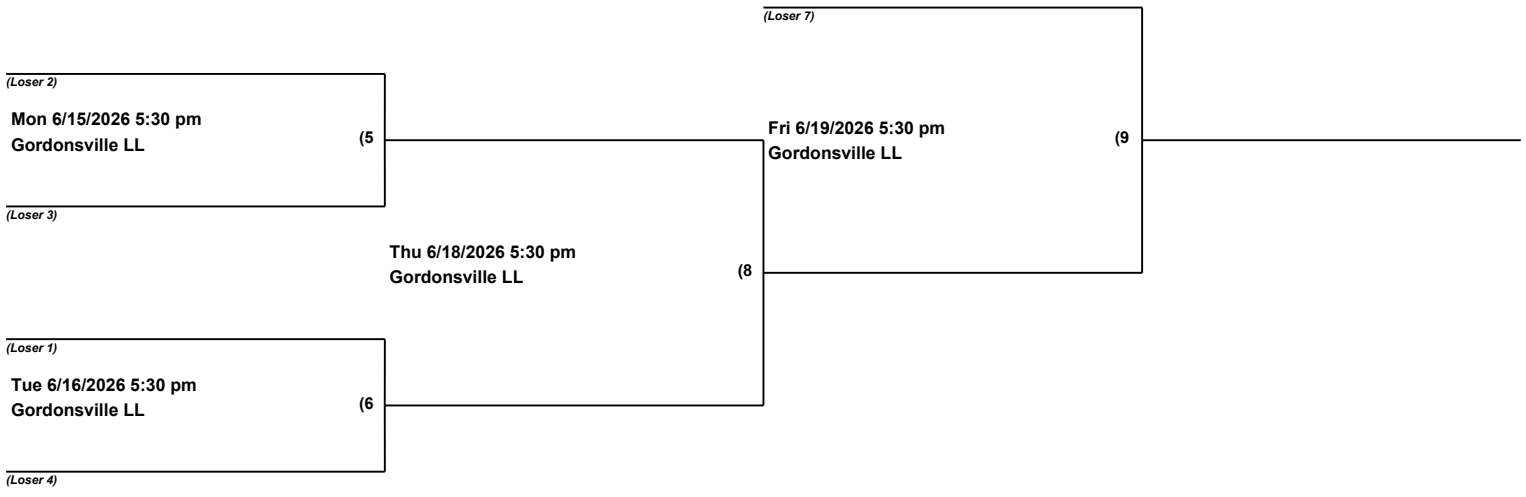 (Loser 7)
(Loser 2)
Mon 6/15/2026 5:30 pm
Gordonsville LL
(5
Fri 6/19/2026 5:30 pm
Gordonsville LL
(9
(Loser 3)
Thu 6/18/2026 5:30 pm
Gordonsville LL
(8
(Loser 1)
Tue 6/16/2026 5:30 pm
Gordonsville LL
(6
(Loser 4)